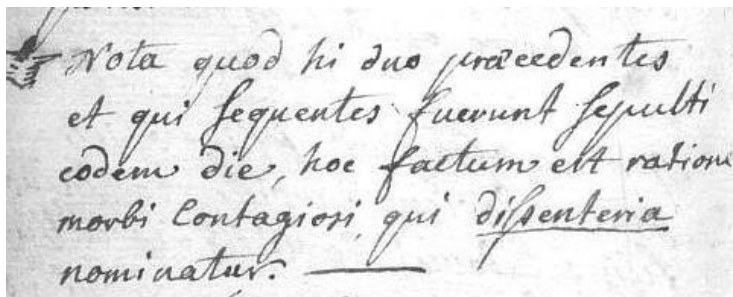 Nota quod hi duo præcedentes
et qui sequentes fuerunt sepulti
eodem die, hoc factum est ratione
morbi Contagiosi, qui dissenteria
nominatur.